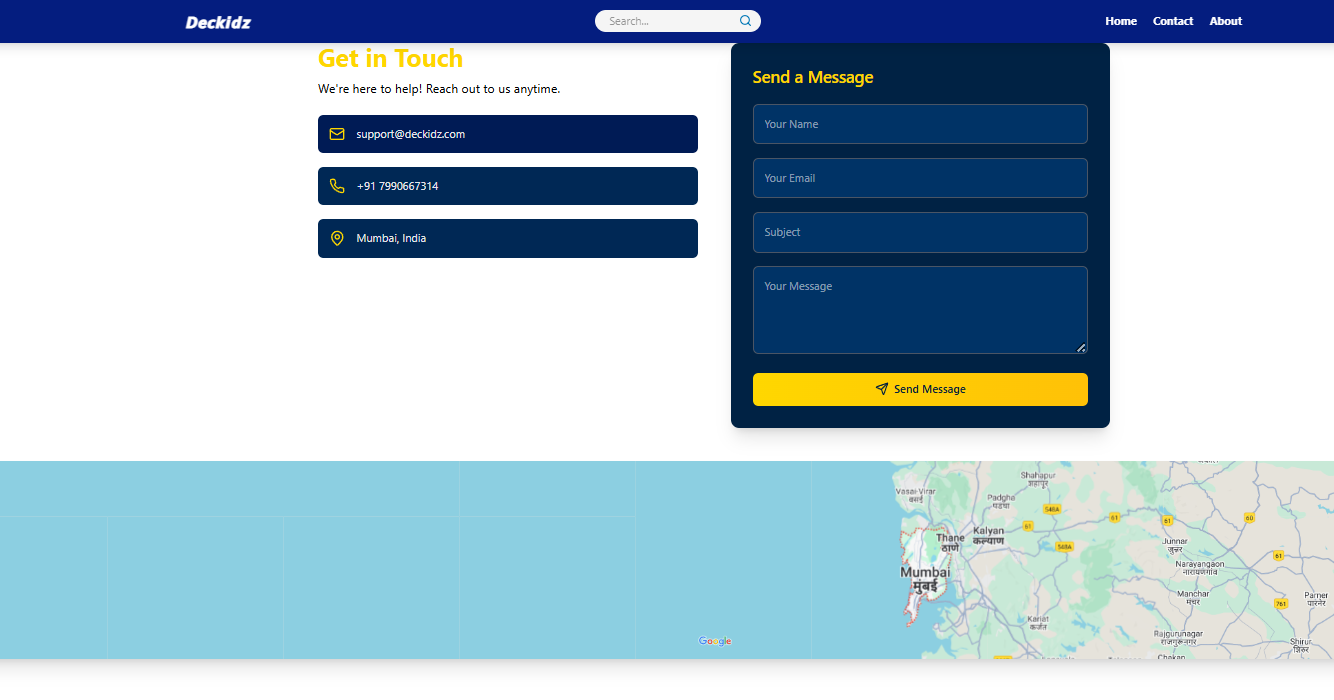 Deckidz
Search...
Home
Contact
About
Get in Touch
We're here to help! Reach out to us anytime.
support@deckidz.com
+91 7990667314
Mumbai, India
Send a Message
Your Name
Your Email
Subject
Your Message
Send Message
Vasai-Virar
वसई-विरार
Shahapur
शहापूर
Padgha
पडघा
548A
61
61
61
60
Thane
ठाणे
Kalyan
कल्याण
548A
Junnar
जुन्नर
61
Mumbai
मुंबई
Narayangaon
नारायणगांव
Manchar
मंचर
761
Parner
पारनेर
Karjat
कर्जत
Rajgurunagar
राजगुरूनगर
Shirur
शिरुर
Chakan
Google